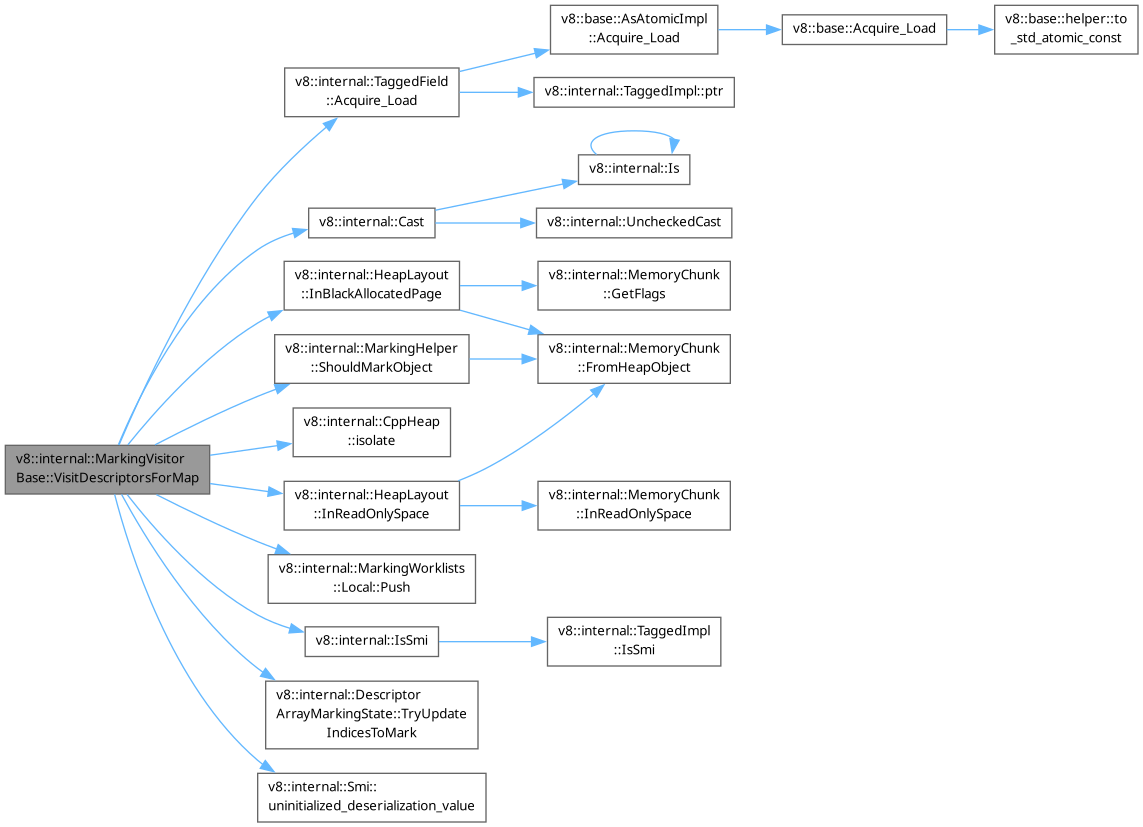 v8::base::AsAtomicImpl
::Acquire_Load
v8::base::Acquire_Load
v8::base::helper::to
_std_atomic_const
v8::internal::TaggedField
::Acquire_Load
v8::internal::TaggedImpl::ptr
v8::internal::Is
v8::internal::Cast
v8::internal::UncheckedCast
v8::internal::HeapLayout
::InBlackAllocatedPage
v8::internal::MemoryChunk
::GetFlags
v8::internal::MarkingHelper
::ShouldMarkObject
v8::internal::MemoryChunk
::FromHeapObject
v8::internal::CppHeap
::isolate
v8::internal::MarkingVisitor
Base::VisitDescriptorsForMap
v8::internal::HeapLayout
::InReadOnlySpace
v8::internal::MemoryChunk
::InReadOnlySpace
v8::internal::MarkingWorklists
::Local::Push
v8::internal::IsSmi
v8::internal::TaggedImpl
::IsSmi
v8::internal::Descriptor
ArrayMarkingState::TryUpdate
IndicesToMark
v8::internal::Smi::
uninitialized_deserialization_value